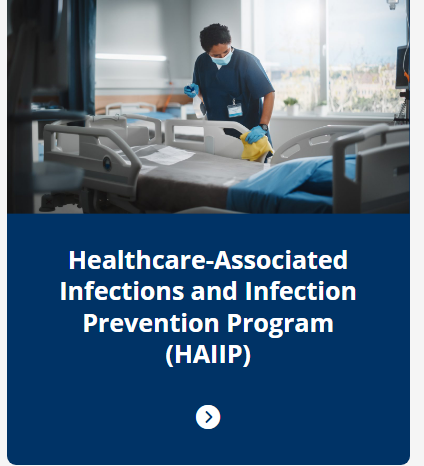 Healthcare-Associated
Infections and Infection
Prevention Program
(HAIIP)